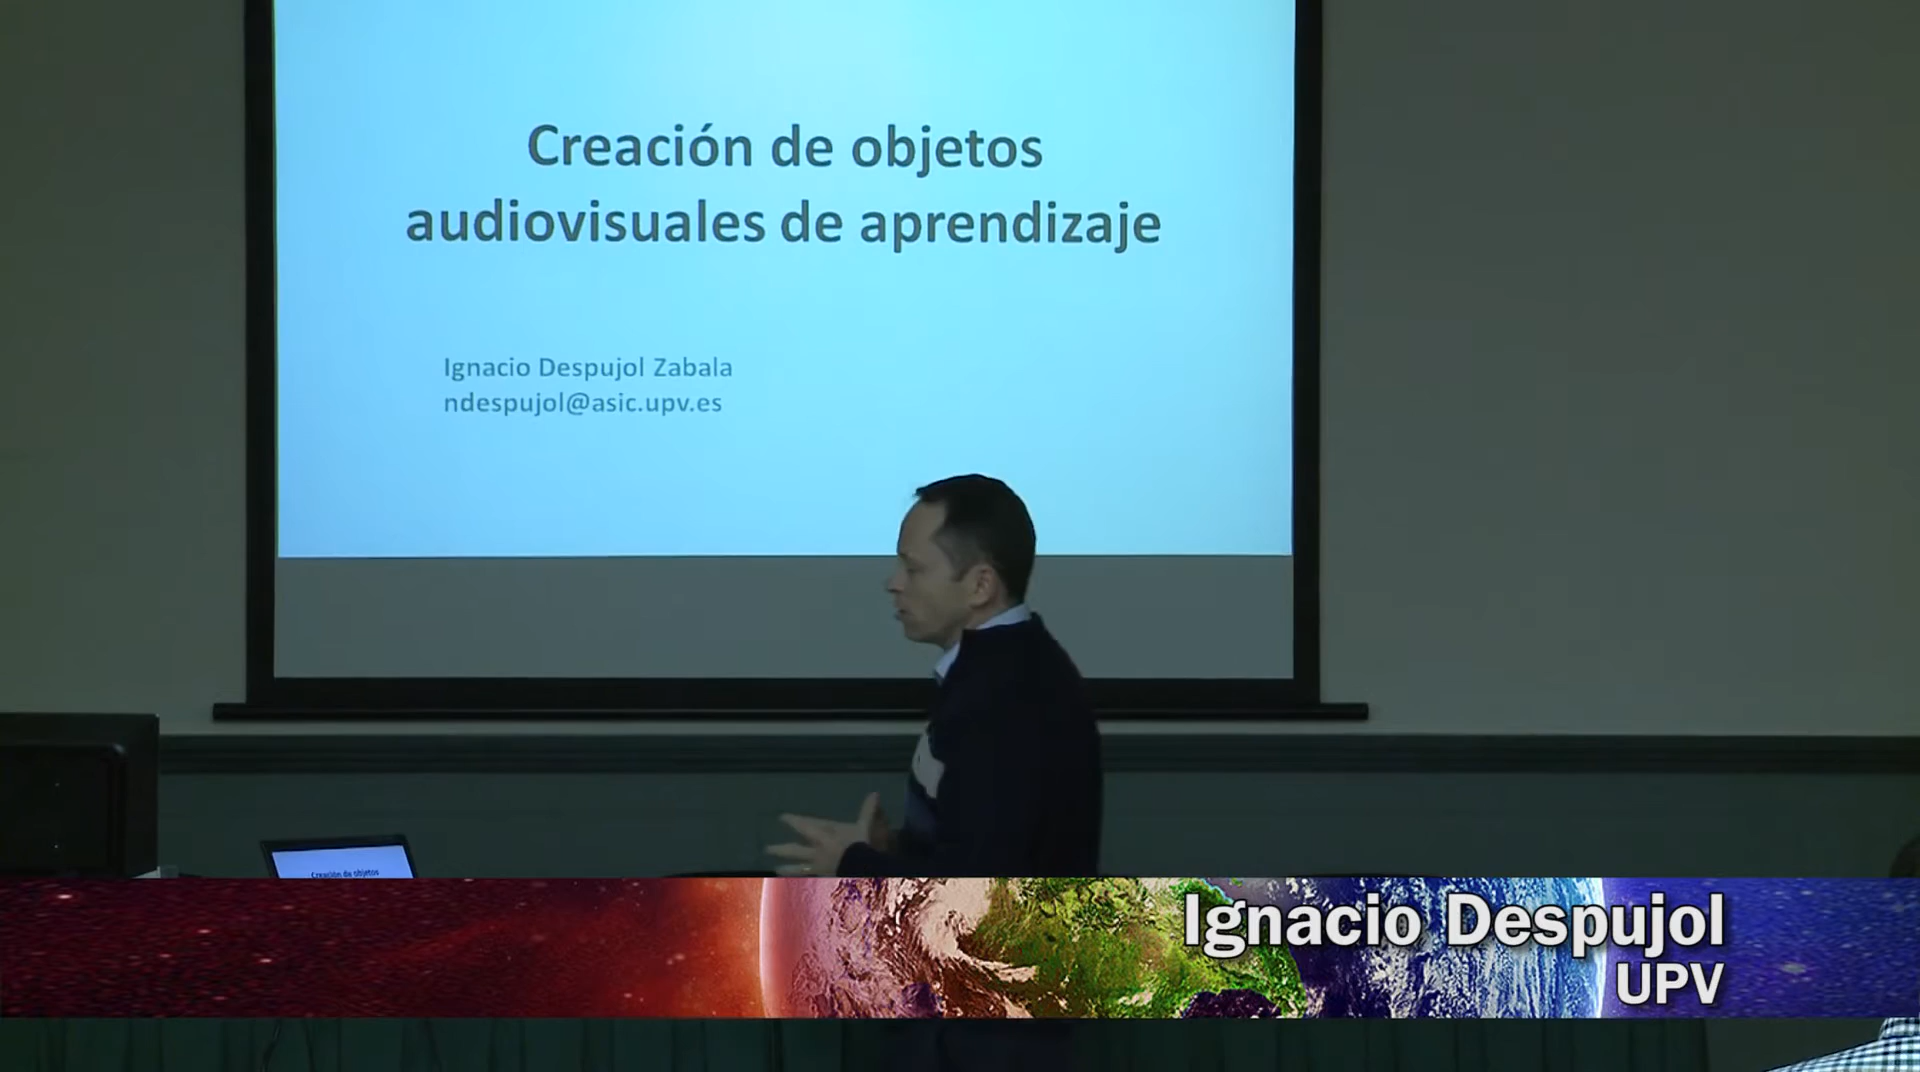 Creación de objetos
audiovisuales de aprendizaje
Ignacio Despujol Zabala
ndespujol@asic.upv.es
Creación de objetos
Ignacio Despujol
UPV